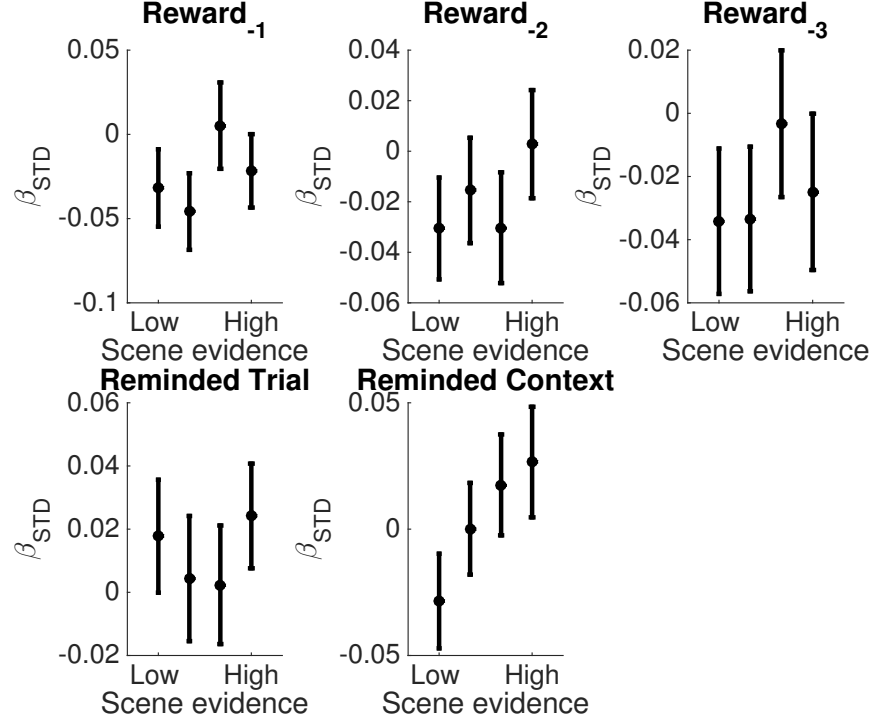 Reward-1
0.05
0
-0.05
-0.1
βSTD
Low High
Scene evidence
Reward-2
0.04
0.02
0
-0.02
-0.04
-0.06
βSTD
Low High
Scene evidence
Reward-3
0.02
0
-0.02
-0.04
-0.06
βSTD
Low High
Scene evidence
Reminded Trial
0.06
0.04
0.02
0
-0.02
βSTD
Low High
Scene evidence
Reminded Context
0.05
0
-0.05
βSTD
Low High
Scene evidence